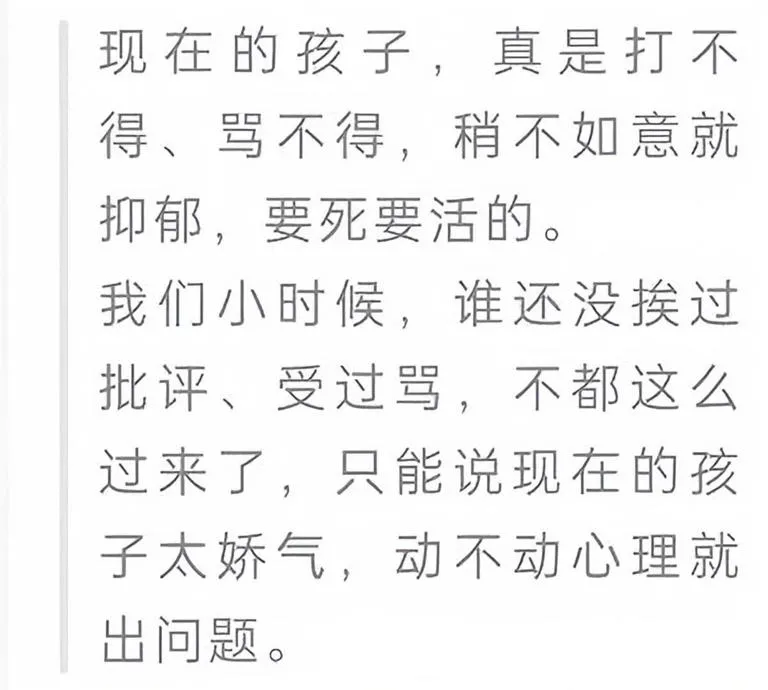 现在的孩子，真是打不
得、骂不得，稍不如意就
抑郁，要死要活的。
我们小时候，谁还没挨过
批评、受过骂，不都这么
过来了，只能说现在的孩
子太娇气，动不动心理就
出问题。